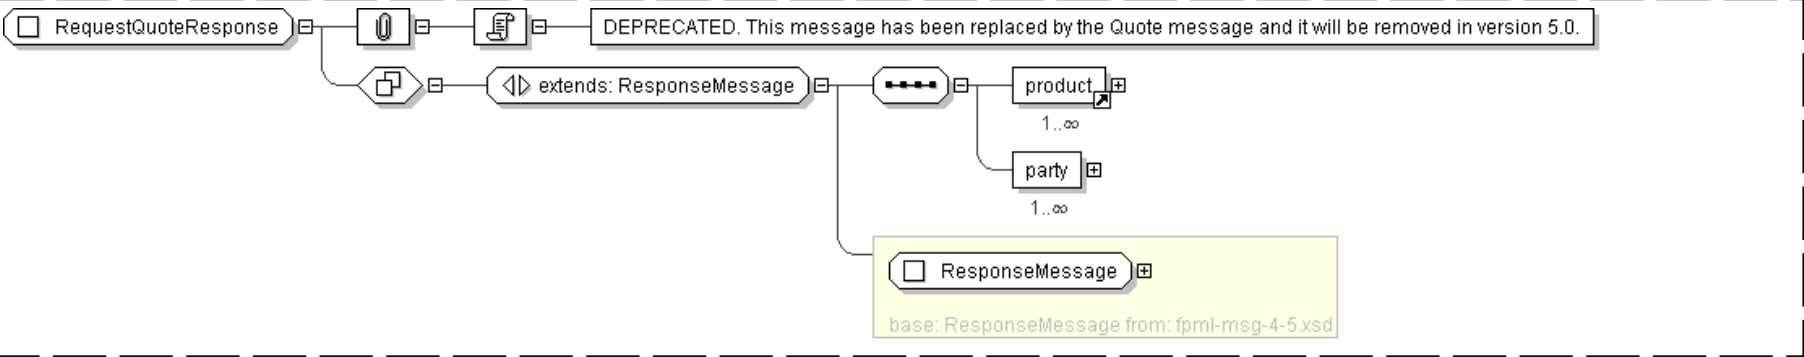 RequestQuoteResponse
DEPRECATED. This message has been replaced by the Quote message and it will be removed in version 5.0.
extends: ResponseMessage
product
1..∞
party
1..∞
ResponseMessage
base: ResponseMessage from: fpml-msg-4-5.xsd